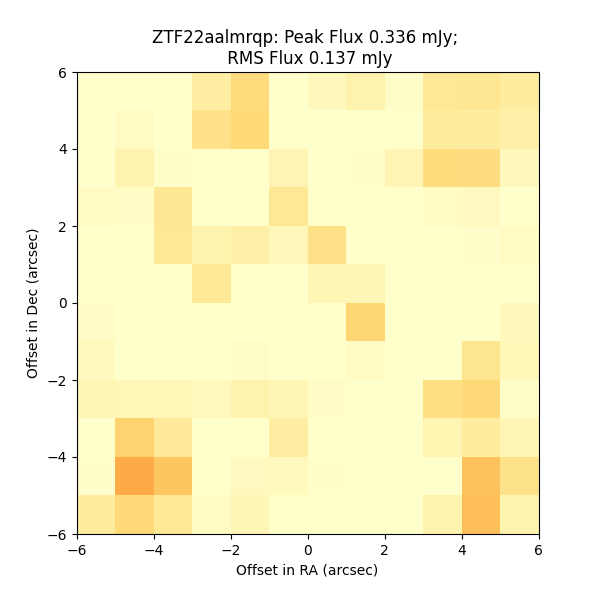 ZTF22aalmrqp: Peak Flux 0.336 mJy;
RMS Flux 0.137 mJy
6
4
2
0
−2
−4
−6
Offset in Dec (arcsec)
−6 −4 −2 0 2 4 6
Offset in RA (arcsec)